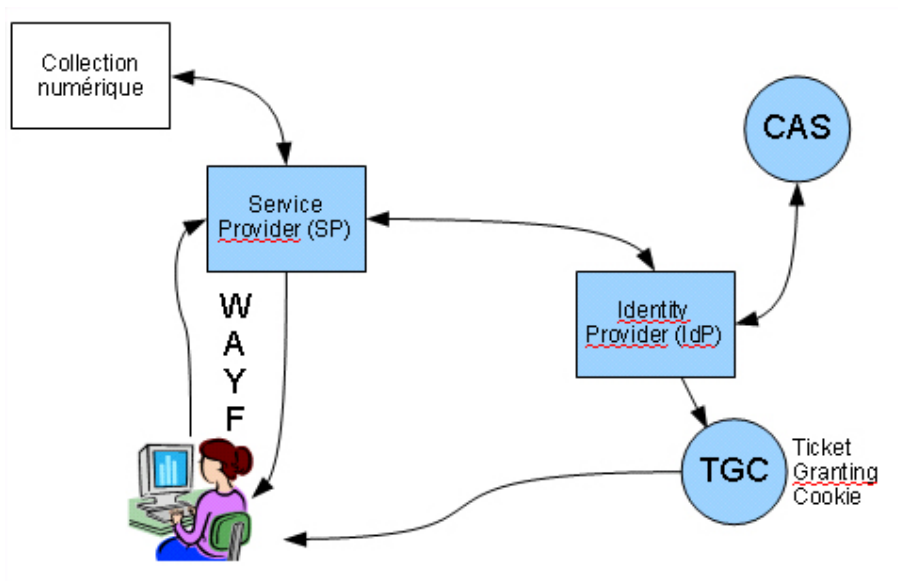 Collection
numérique
CAS
Service
Provider (SP)
Identity
Provider (IdP)
W
A
Y
F
TGC
Ticket
Granting
Cookie